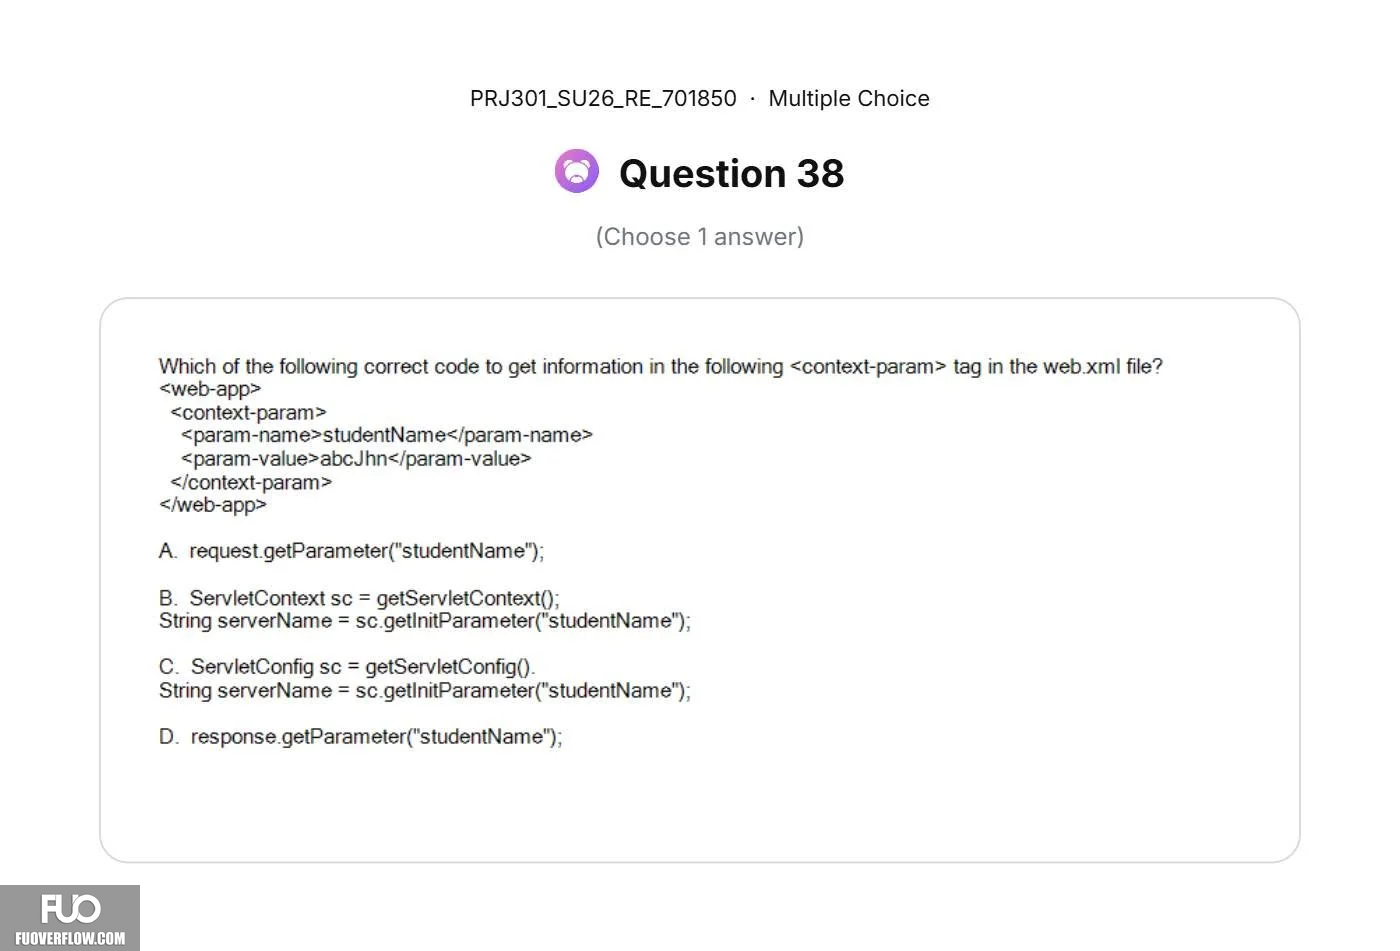 PRJ301_SU26_RE_701850 · Multiple Choice
Question 38
(Choose 1 answer)
Which of the following correct code to get information in the following <context-param> tag in the web.xml file?
<web-app>
<context-param>
<param-name>studentName</param-name>
<param-value>abcJhn</param-value>
</context-param>
</web-app>
A. request.getParameter("studentName");
B. ServletContext sc = getServletContext();
String serverName = sc.getInitParameter("studentName");
C. ServletConfig sc = getServletConfig().
String serverName = sc.getInitParameter("studentName");
D. response.getParameter("studentName");
FUO
FUOVERFLOW.COM